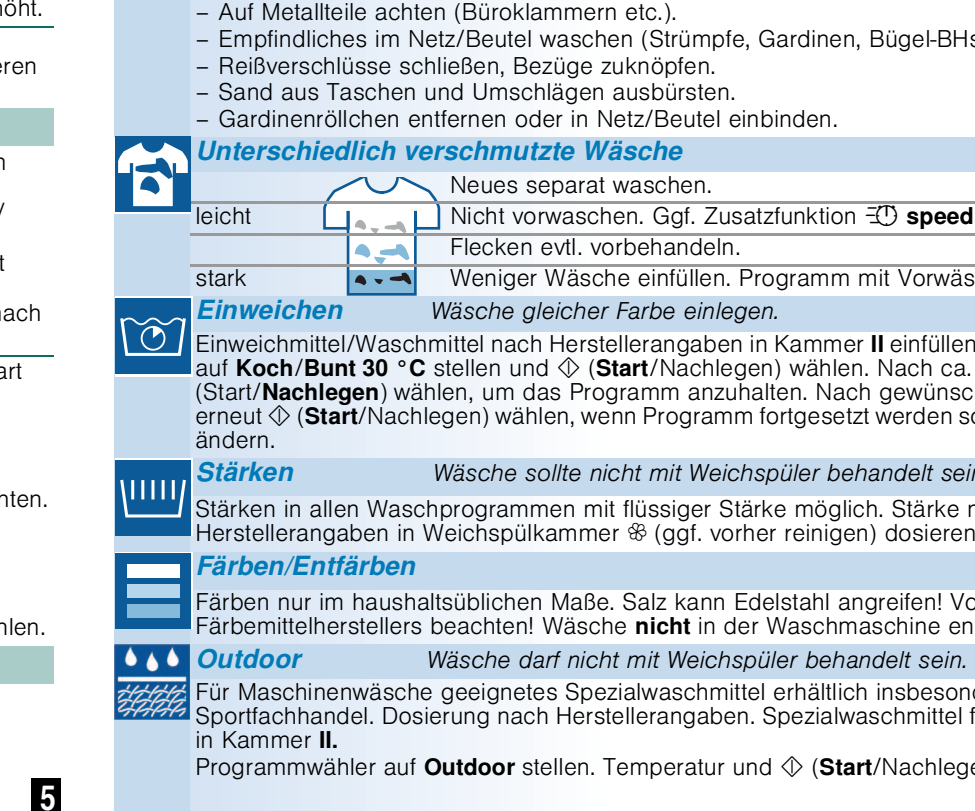 höht.
eren
nach
art
nten.
hlen.
5
– Auf Metallteile achten (Büroklammern etc.).
– Empfindliches im Netz/Beutel waschen (Strümpfe, Gardinen, Bügel-BHs
– Reißverschlüsse schließen, Bezüge zuknöpfen.
– Sand aus Taschen und Umschlägen ausbürsten.
– Gardinenröllchen entfernen oder in Netz/Beutel einbinden.
Unterschiedlich verschmutzte Wäsche
Neues separat waschen.
leicht Nicht vorwaschen. Ggf. Zusatzfunktion speed
Flecken evtl. vorbehandeln.
stark Weniger Wäsche einfüllen. Programm mit Vorwäs
Einweichen Wäsche gleicher Farbe einlegen.
Einweichmittel/Waschmittel nach Herstellerangaben in Kammer II einfüllen
auf Koch/Bunt 30 °C stellen und (Start/Nachlegen) wählen. Nach ca.
(Start/Nachlegen) wählen, um das Programm anzuhalten. Nach gewünsc
erneut (Start/Nachlegen) wählen, wenn Programm fortgesetzt werden so
ändern.
Stärken Wäsche sollte nicht mit Weichspüler behandelt sein
Stärken in allen Waschprogrammen mit flüssiger Stärke möglich. Stärke n
Herstellerangaben in Weichspülkammer (ggf. vorher reinigen) dosieren
Färben/Entfärben
Färben nur im haushaltsüblichen Maße. Salz kann Edelstahl angreifen! Vo
Färbemittelherstellers beachten! Wäsche nicht in der Waschmaschine en
Outdoor Wäsche darf nicht mit Weichspüler behandelt sein.
Für Maschinenwäsche geeignetes Spezialwaschmittel erhältlich insbesond
Sportfachhandel. Dosierung nach Herstellerangaben. Spezialwaschmittel f
in Kammer II.
Programmwähler auf Outdoor stellen. Temperatur und (Start/Nachlege